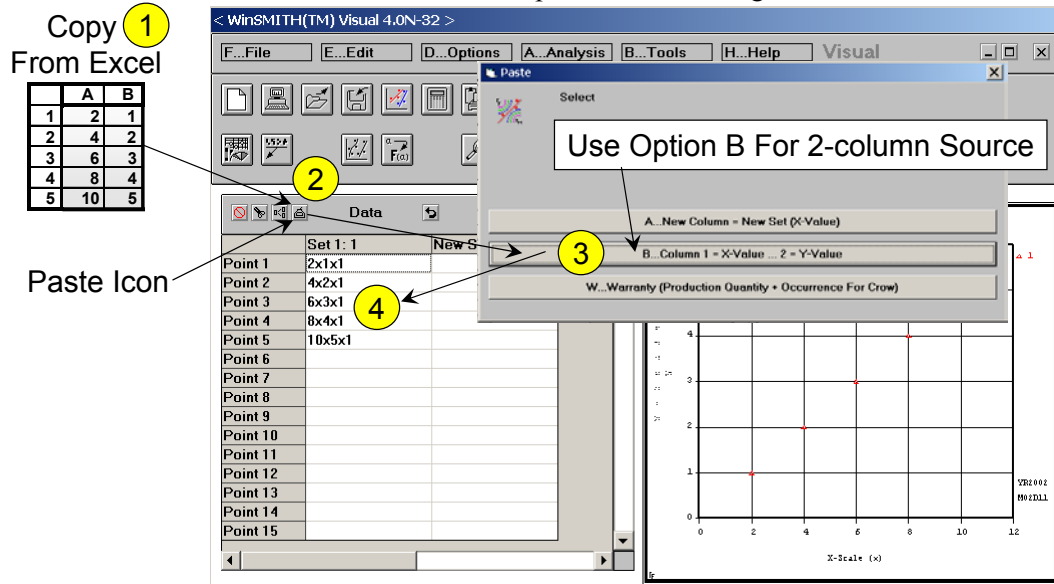 Copy 1
From Excel
A B
1 2 1
2 4 2
3 6 3
4 8 4
5 10 5
Paste Icon
< WinSMITH(TM) Visual 4.0N-32 >
F...File E...Edit D...Options A...Analysis B...Tools H...Help Visual
Paste
Select
Use Option B For 2-column Source
A...New Column = New Set (X-Value)
B...Column 1 = X-Value ... 2 = Y-Value
W...Warranty (Production Quantity + Occurrence For Crow)
F(α)
2
3
4
Data
Set 1: 1 New S
Point 1 2x1x1
Point 2 4x2x1
Point 3 6x3x1
Point 4 8x4x1
Point 5 10x5x1
Point 6
Point 7
Point 8
Point 9
Point 10
Point 11
Point 12
Point 13
Point 14
Point 15
1
4
3
2
1
0
0 2 4 6 8 10 12
X-Scale (x)
YR2002
M02D11